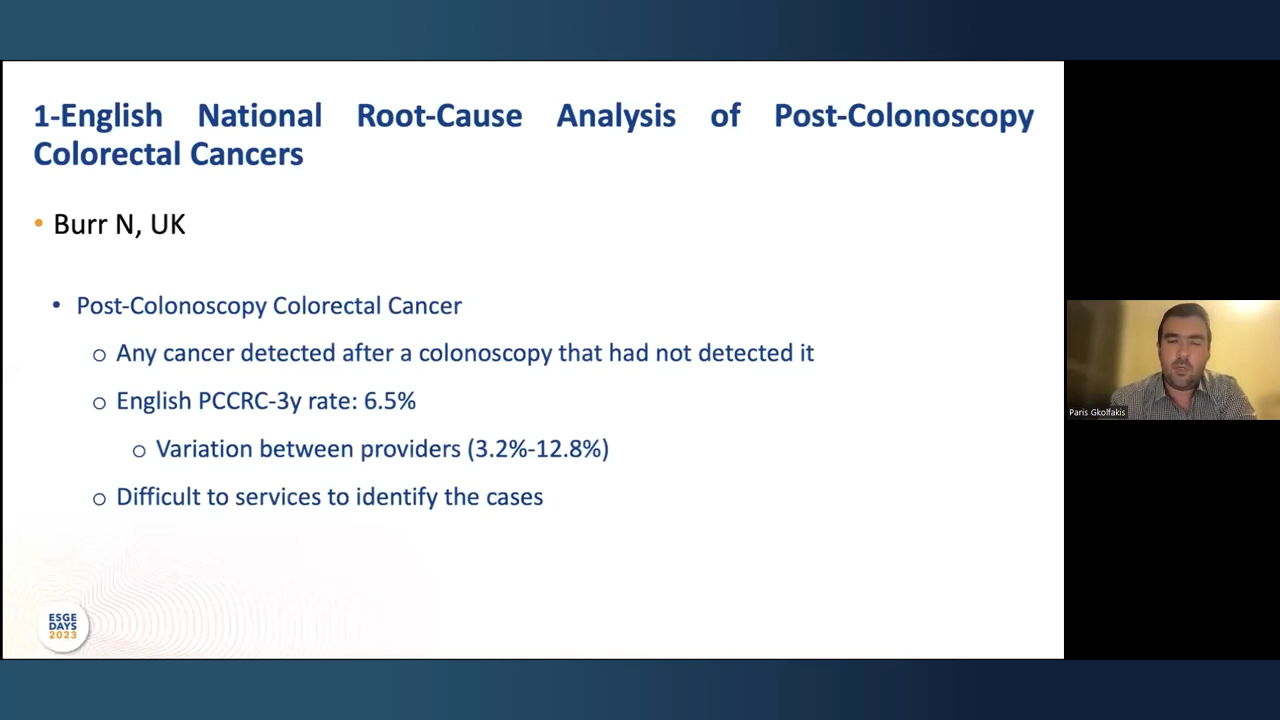 1-English National Root-Cause Analysis of Post-Colonoscopy
Colorectal Cancers
• Burr N, UK
• Post-Colonoscopy Colorectal Cancer
o Any cancer detected after a colonoscopy that had not detected it
o English PCCRC-3y rate: 6.5%
o Variation between providers (3.2%-12.8%)
o Difficult to services to identify the cases
Paris Gkolfakis
ESGE
DAYS
2023